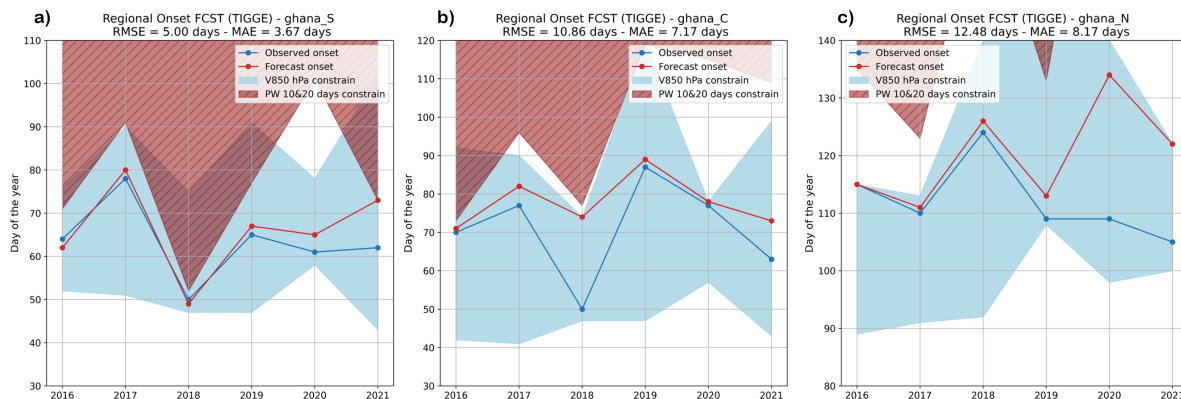 a)
Regional Onset FCST (TIGGE) - ghana_S
RMSE = 5.00 days - MAE = 3.67 days
Day of the year
110
100
90
80
70
60
50
40
30
Observed onset
Forecast onset
V850 hPa constrain
PW 10&20 days constrain
2016 2017 2018 2019 2020 2021
b)
Regional Onset FCST (TIGGE) - ghana_C
RMSE = 10.86 days - MAE = 7.17 days
Day of the year
120
110
100
90
80
70
60
50
40
30
Observed onset
Forecast onset
V850 hPa constrain
PW 10&20 days constrain
2016 2017 2018 2019 2020 2021
c)
Regional Onset FCST (TIGGE) - ghana_N
RMSE = 12.48 days - MAE = 8.17 days
Day of the year
140
130
120
110
100
90
80
Observed onset
Forecast onset
V850 hPa constrain
PW 10&20 days constrain
2016 2017 2018 2019 2020 2021